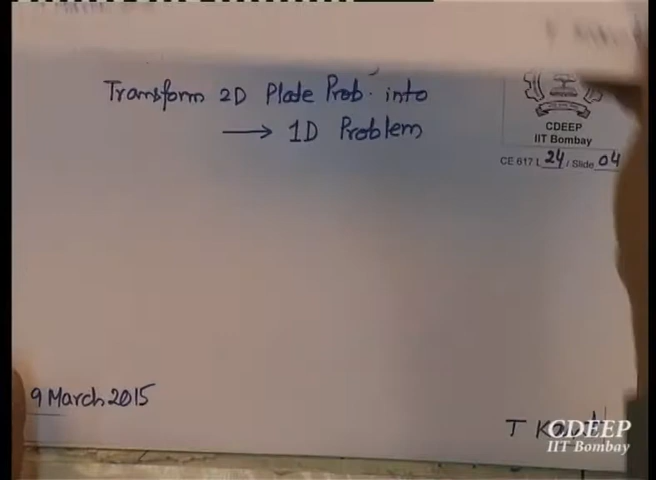 Transform 2D Plate Prob. into
→ 1D Problem
CDEEP
IIT Bombay
CE 617 L 24 / Slide 04
9 March 2015
T
CDEEP
IIT Bombay